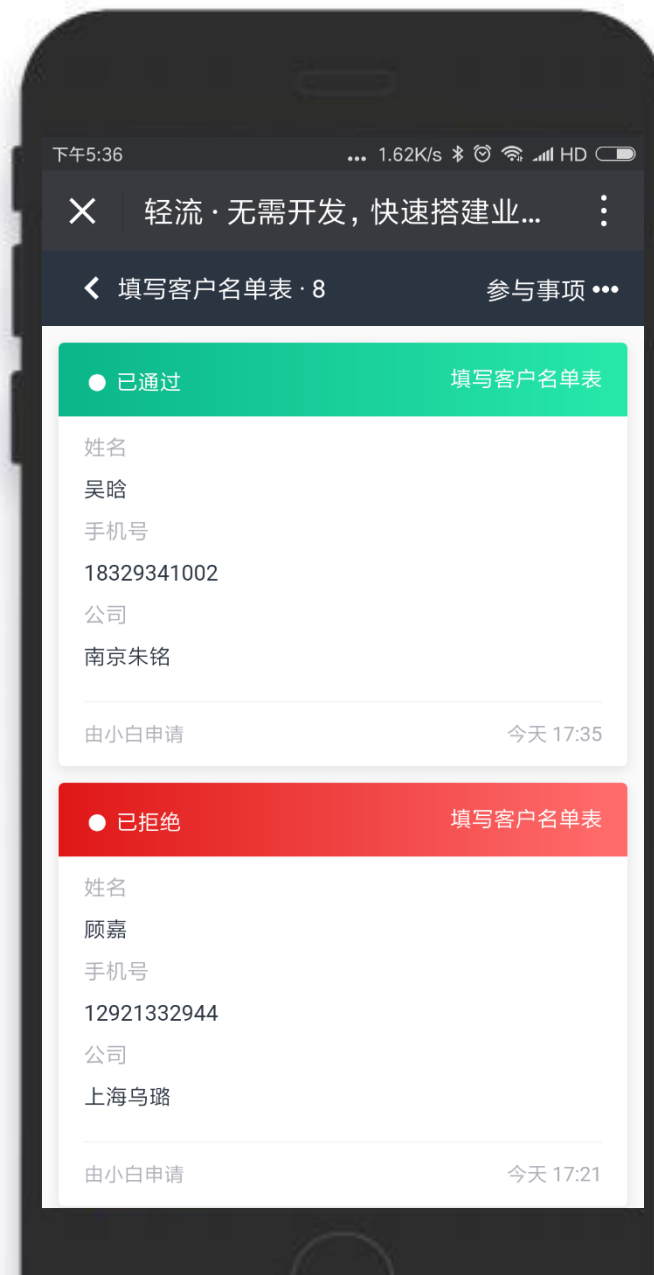 下午5:36 ... 1.62K/s HD
轻流 · 无需开发，快速搭建业...
填写客户名单表 · 8 参与事项 •••
已通过 填写客户名单表
姓名
吴晗
手机号
18329341002
公司
南京朱铭
由小白申请 今天 17:35
已拒绝 填写客户名单表
姓名
顾嘉
手机号
12921332944
公司
上海乌璐
由小白申请 今天 17:21